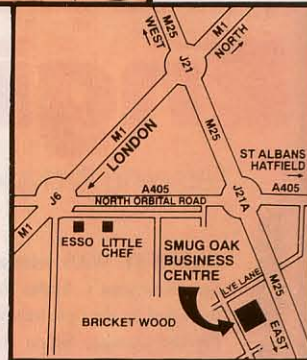 M25
WEST
M1
NORTH
J21
M1
LONDON
M25
ST ALBANS
HATFIELD
J6
A405
NORTH ORBITAL ROAD
J21A
A405
M1
ESSO
LITTLE
CHEF
SMUG OAK
BUSINESS
CENTRE
LYE LANE
M25
BRICKET WOOD
EAST